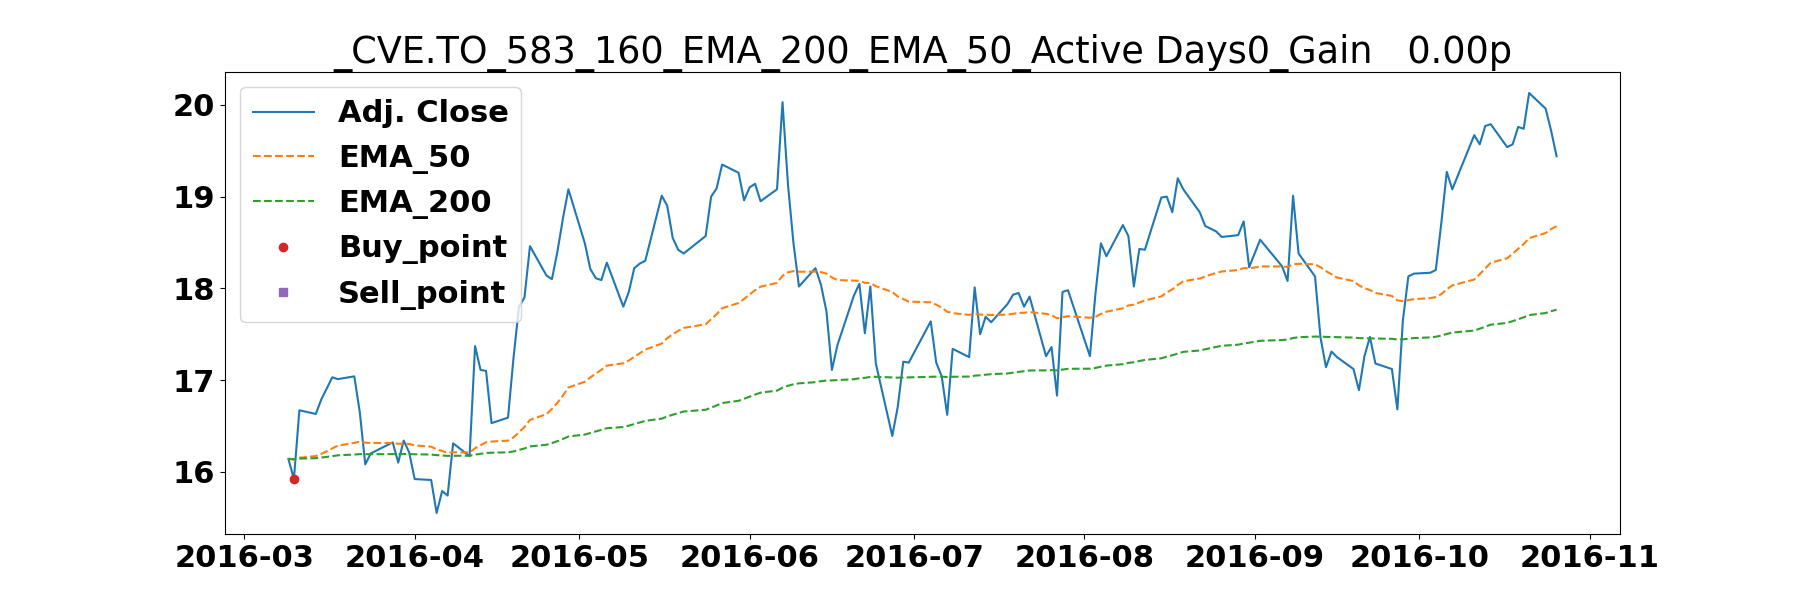 _CVE.TO_583_160_EMA_200_EMA_50_Active Days0_Gain   0.00p
Adj. Close
EMA_50
EMA_200
Buy_point
Sell_point
20
19
18
17
16
2016-03 2016-04 2016-05 2016-06 2016-07 2016-08 2016-09 2016-10 2016-11